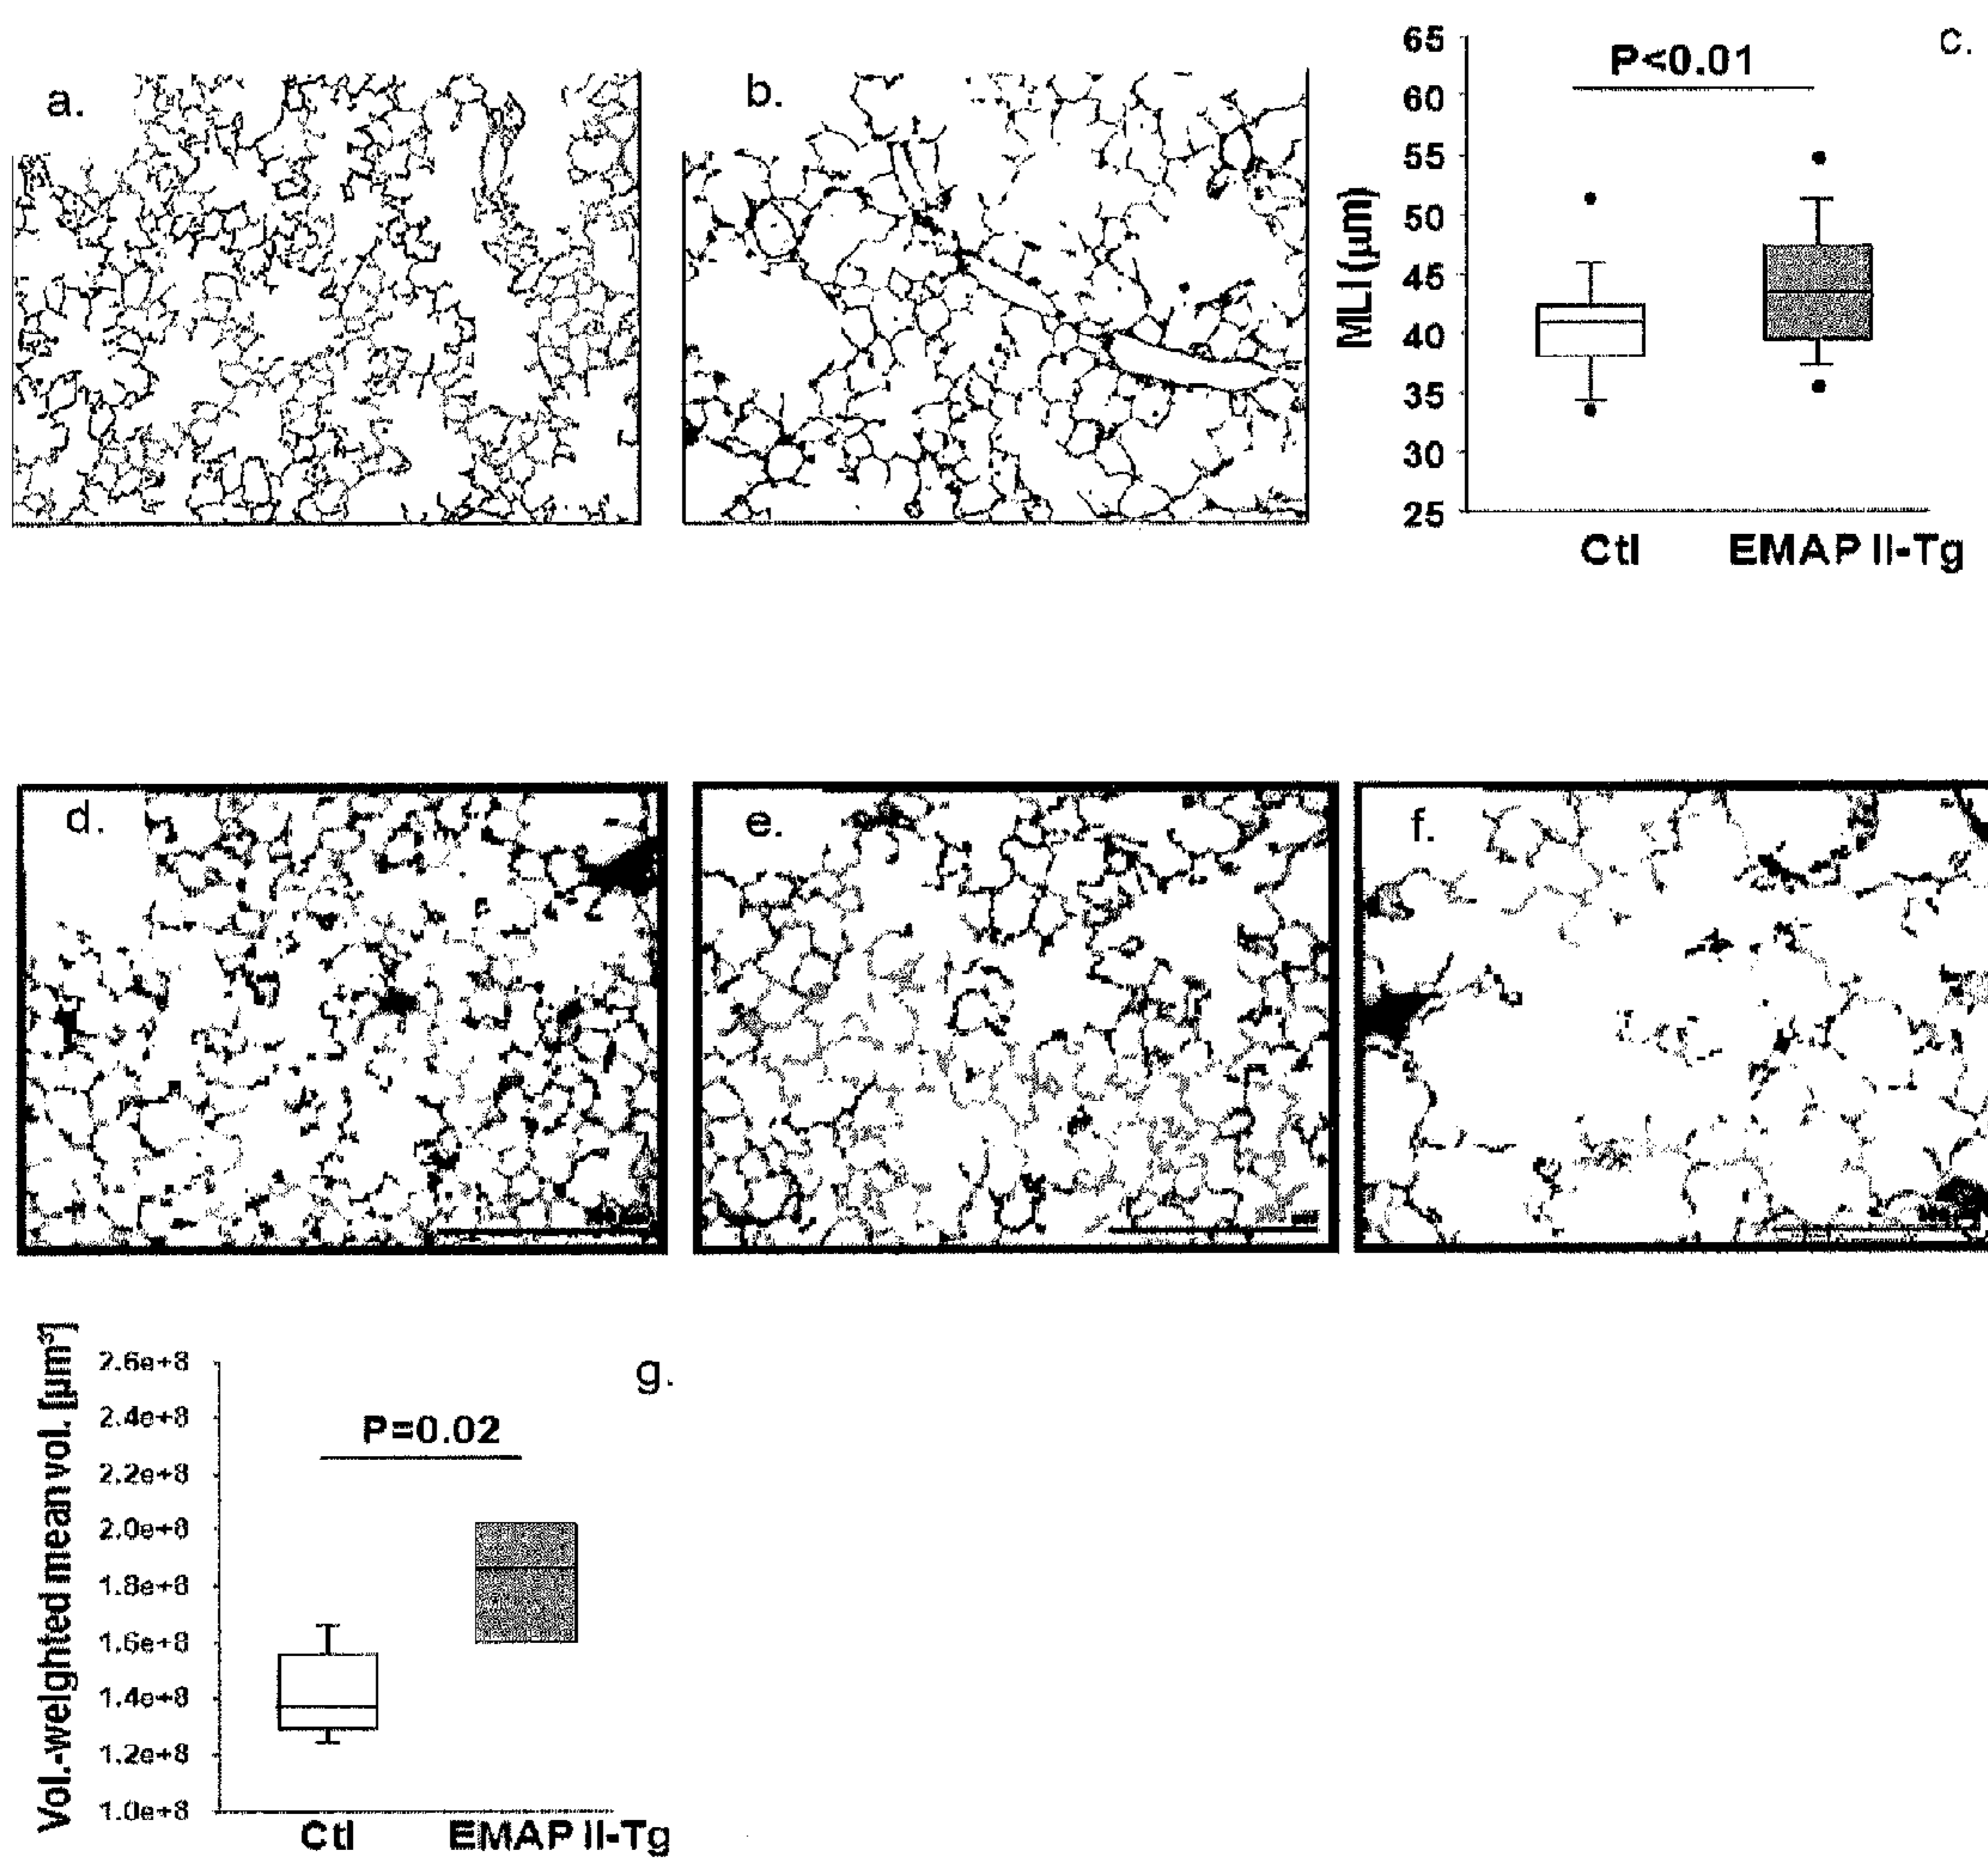 a.
b.
c.
P<0.01
65
60
55
50
45
40
35
30
25
MLI (µm)
Ctl
EMAP II-Tg
d.
e.
f.
g.
Vol.-weighted mean vol. [µm³]
2.6e+8
2.4e+8
2.2e+8
2.0e+8
1.8e+8
1.6e+8
1.4e+8
1.2e+8
1.0e+8
P=0.02
Ctl
EMAP II-Tg